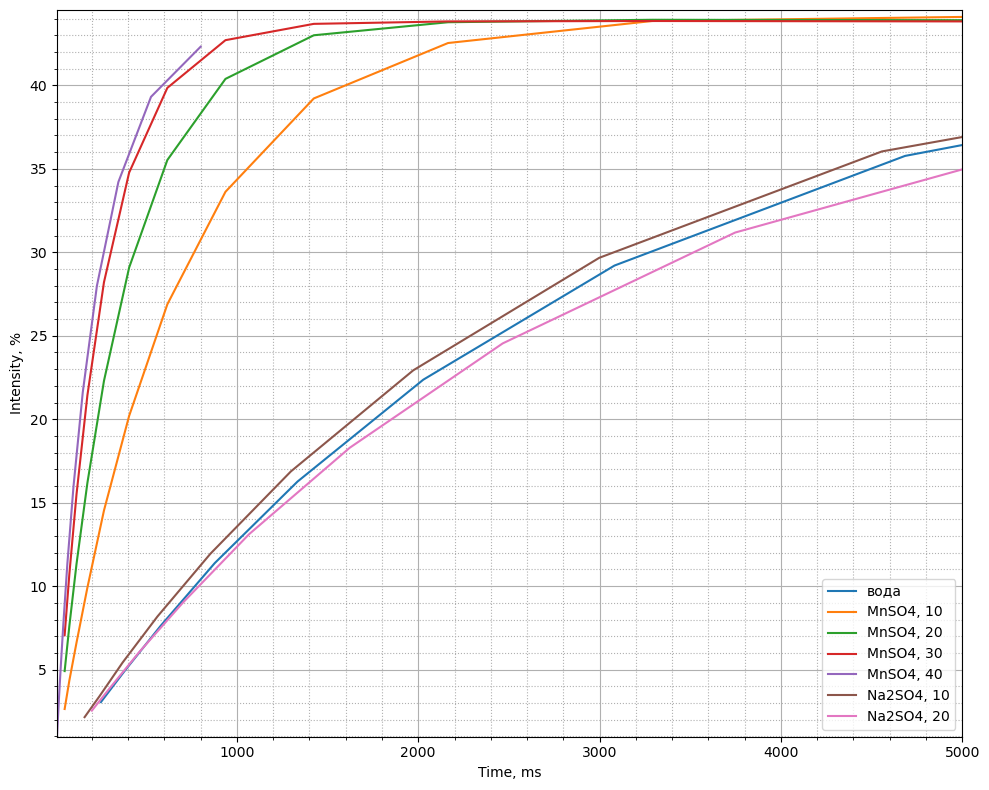 40
35
30
25
20
15
10
5
Intensity, %
1000
2000
3000
4000
5000
Time, ms
вода
MnSO4, 10
MnSO4, 20
MnSO4, 30
MnSO4, 40
Na2SO4, 10
Na2SO4, 20